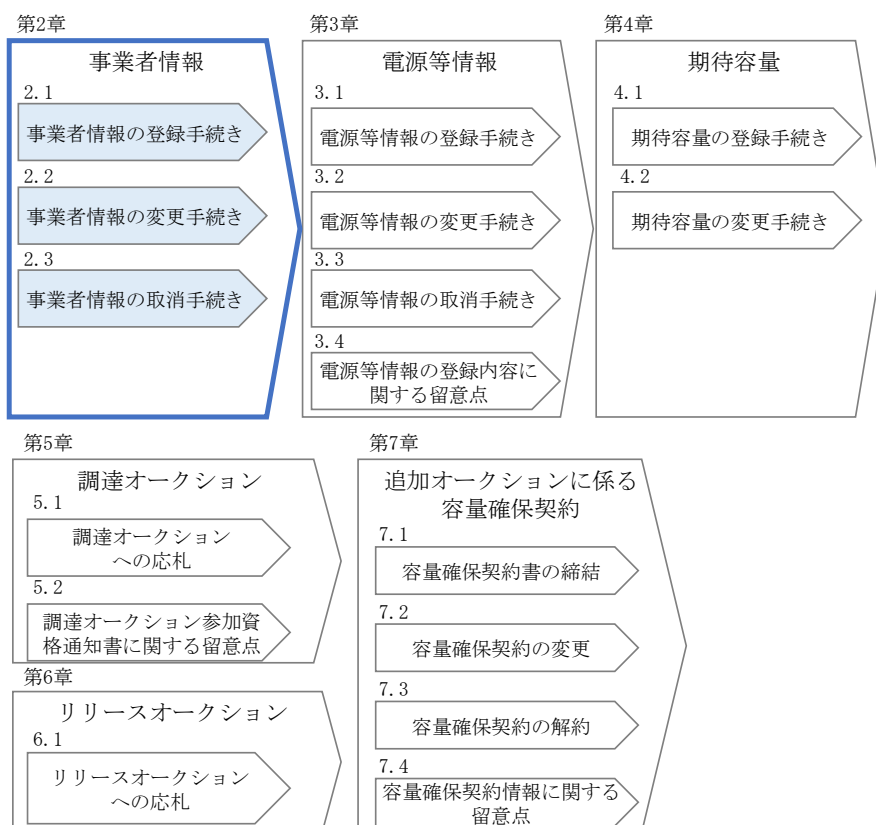 第2章
事業者情報
2.1
事業者情報の登録手続き
2.2
事業者情報の変更手続き
2.3
事業者情報の取消手続き
第3章
電源等情報
3.1
電源等情報の登録手続き
3.2
電源等情報の変更手続き
3.3
電源等情報の取消手続き
3.4
電源等情報の登録内容に
関する留意点
第4章
期待容量
4.1
期待容量の登録手続き
4.2
期待容量の変更手続き
第5章
調達オークション
5.1
調達オークション
への応札
5.2
調達オークション参加資
格通知書に関する留意点
第6章
リリースオークション
6.1
リリースオークション
への応札
第7章
追加オークションに係る
容量確保契約
7.1
容量確保契約書の締結
7.2
容量確保契約の変更
7.3
容量確保契約の解約
7.4
容量確保契約情報に関する
留意点